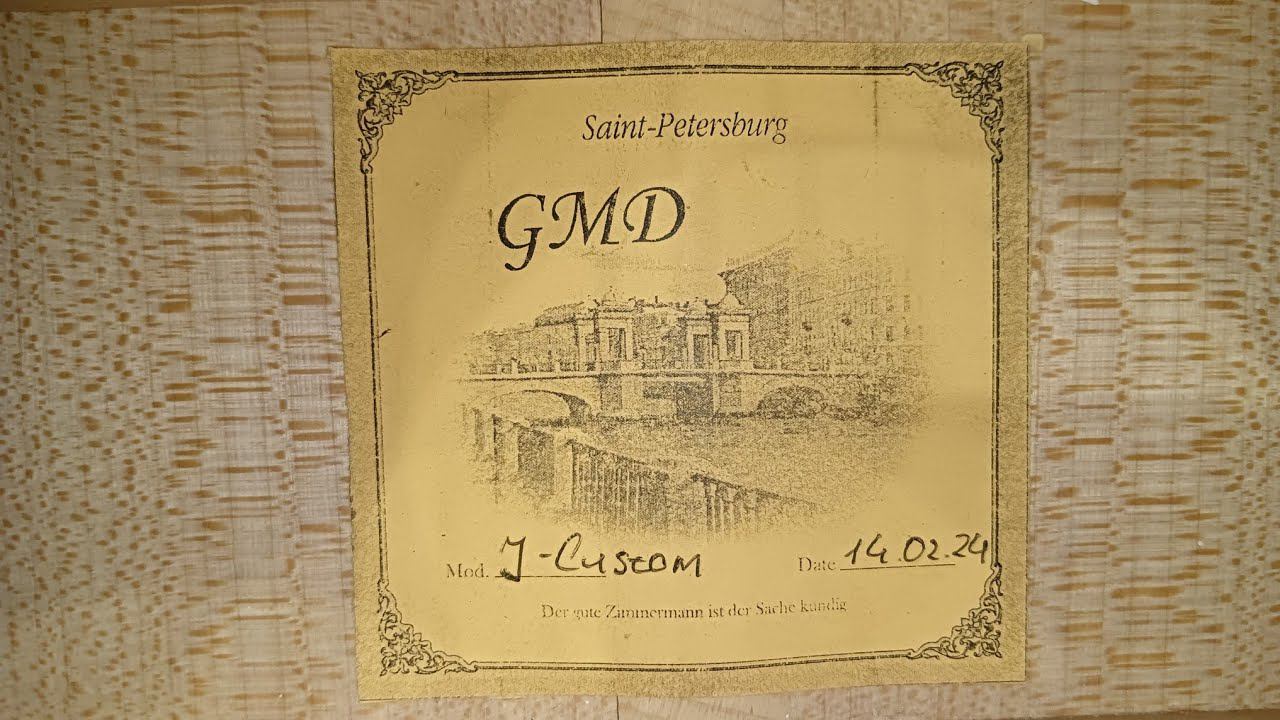 Saint-Petersburg
GMD
Mod. J-Custom Date 14.02.24
Der gute Zimmermann ist der Sache kundig